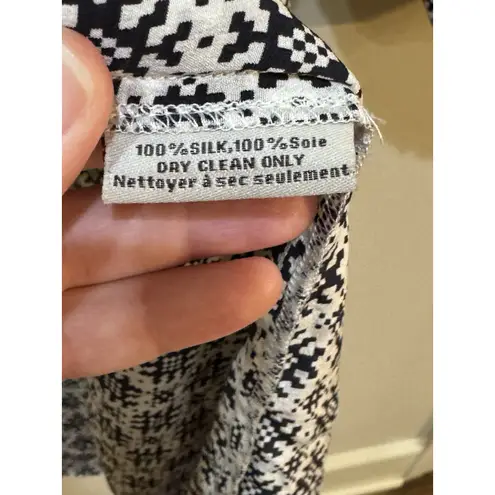 100%SILK,100%Soie
DRY CLEAN ONLY
Nettoyer à sec seulement